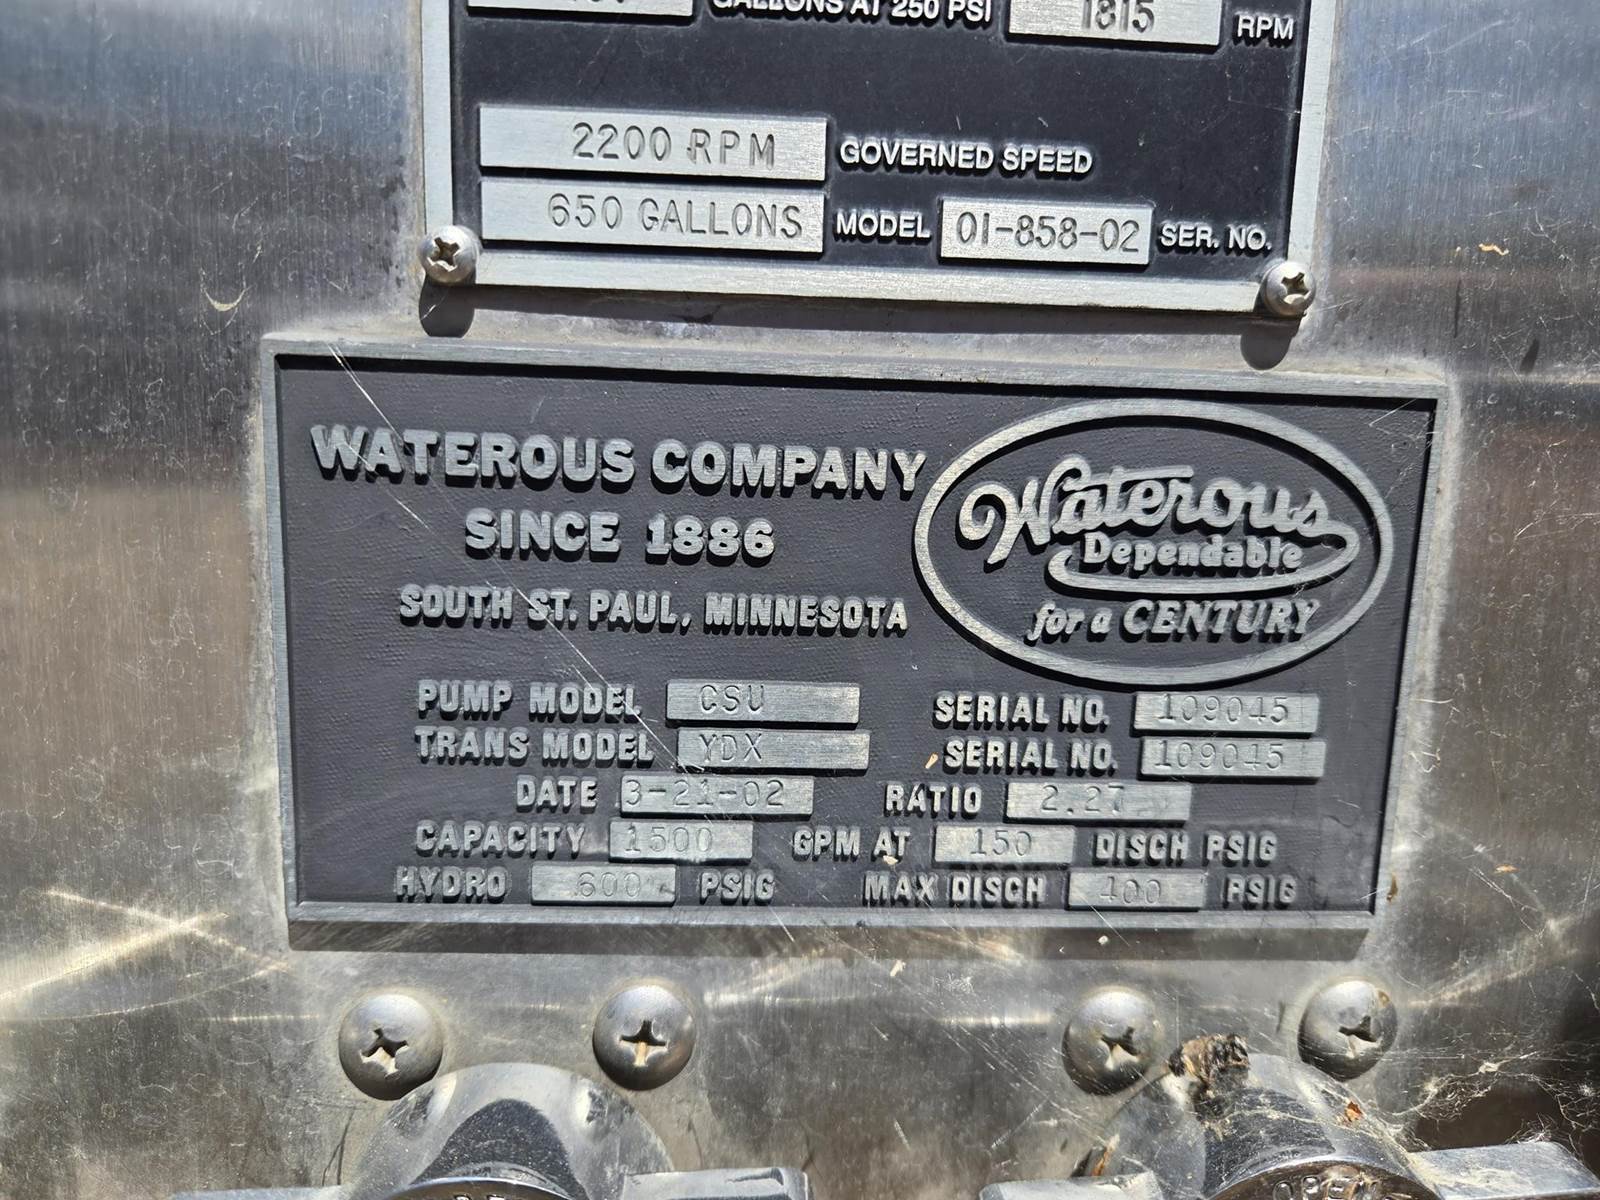 GALLONS AT 250 PSI 1815 RPM
2200 RPM GOVERNED SPEED
650 GALLONS MODEL 01-858-02 SER. NO.
WATEROUS COMPANY
SINCE 1886
SOUTH ST. PAUL, MINNESOTA
Waterous
Dependable
for a CENTURY
PUMP MODEL CSU SERIAL NO. 109045
TRANS MODEL YDX SERIAL NO. 109045
DATE 3-21-02 RATIO 2.27
CAPACITY 1500 GPM AT 150 DISCH PSIG
HYDRO 600 PSIG MAX DISCH 400 PSIG
OPEN